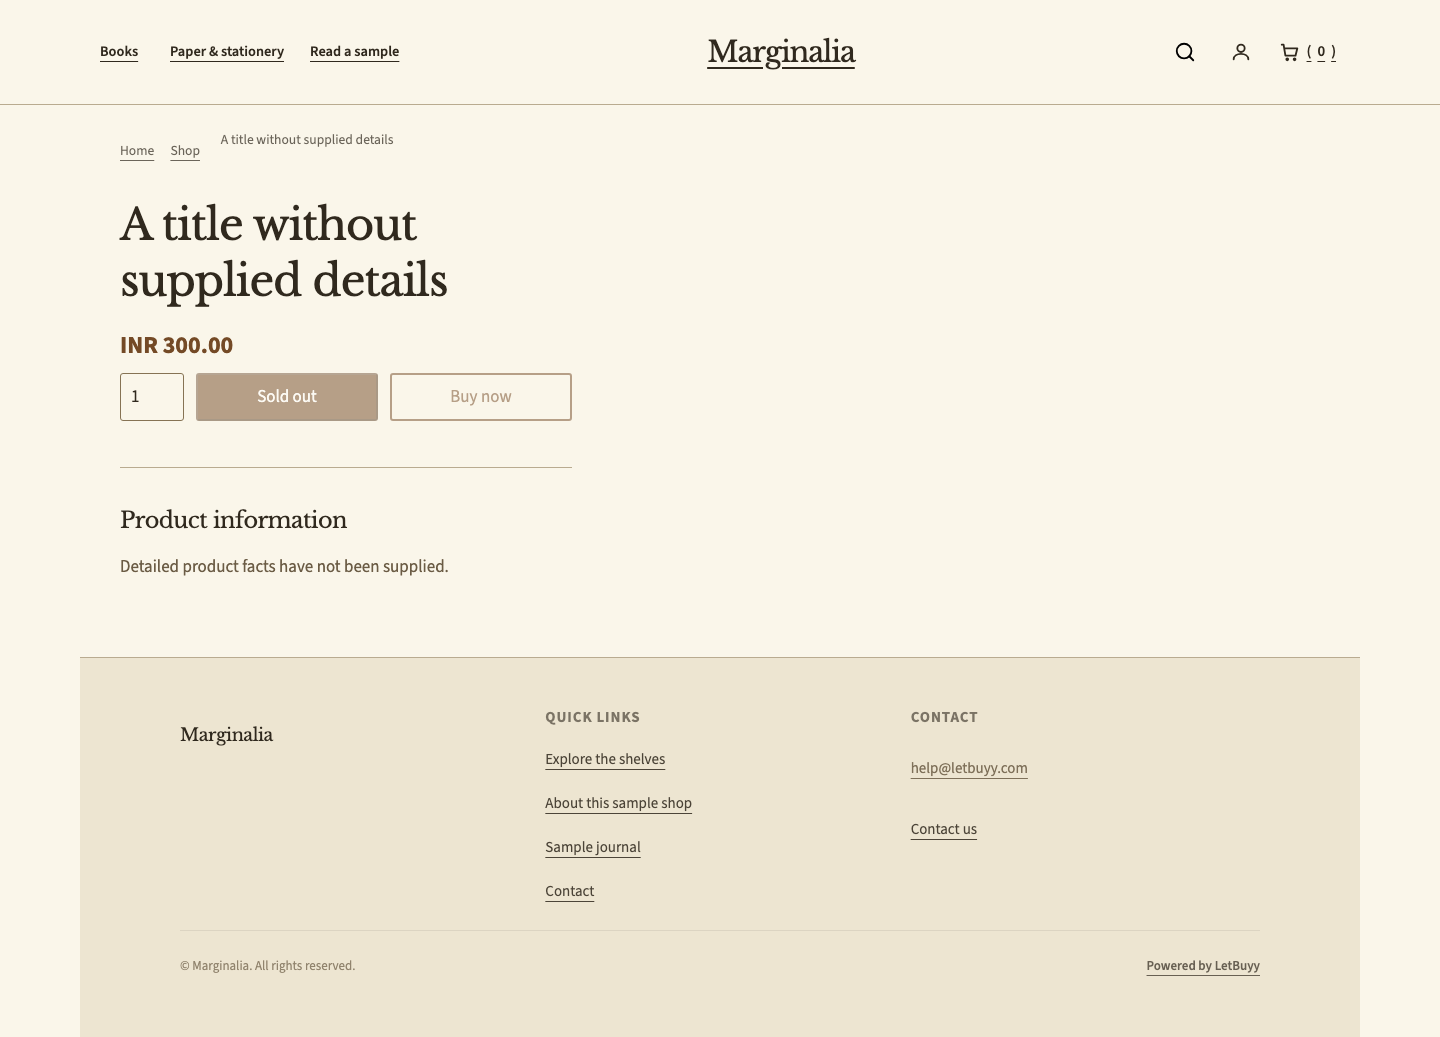 Books
Paper & stationery
Read a sample
Marginalia
( 0 )
Home
Shop
A title without supplied details
A title without
supplied details
INR 300.00
1
Sold out
Buy now
Product information
Detailed product facts have not been supplied.
Marginalia
QUICK LINKS
Explore the shelves
About this sample shop
Sample journal
Contact
CONTACT
help@letbuyy.com
Contact us
© Marginalia. All rights reserved.
Powered by LetBuyy